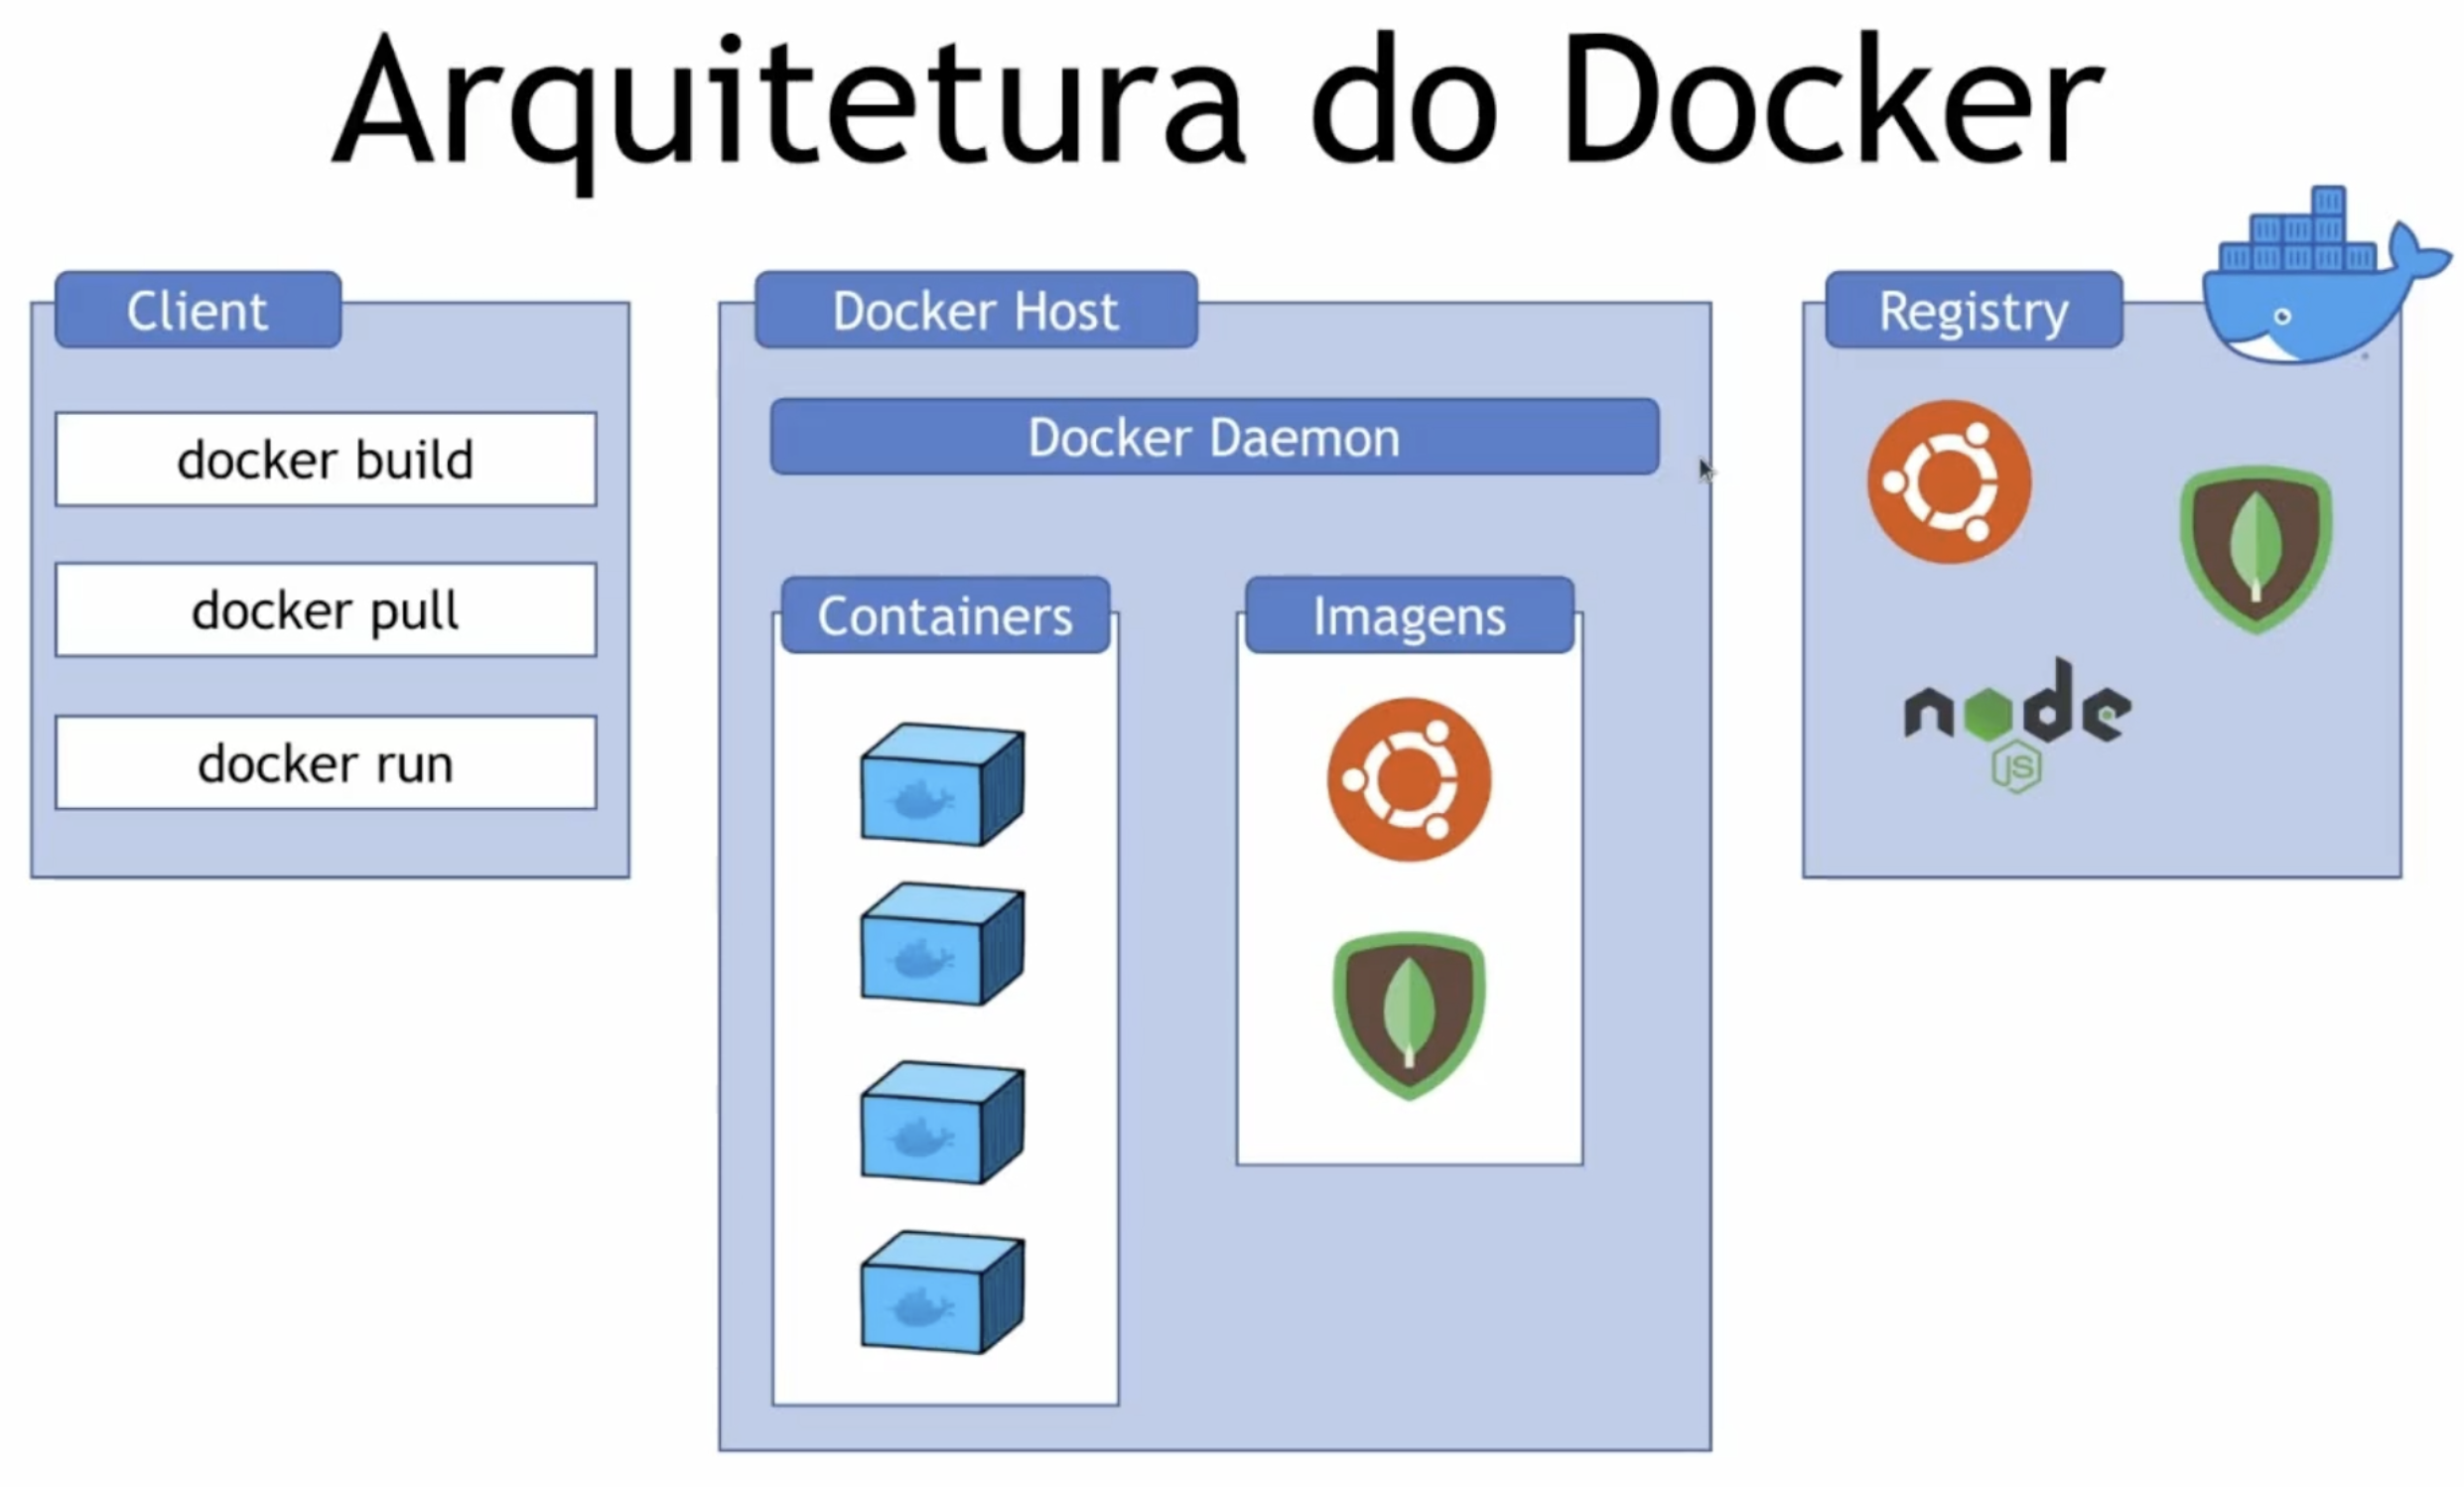 Arquitetura do Docker
Client
docker build
docker pull
docker run
Docker Host
Docker Daemon
Containers
Imagens
Registry
node
JS